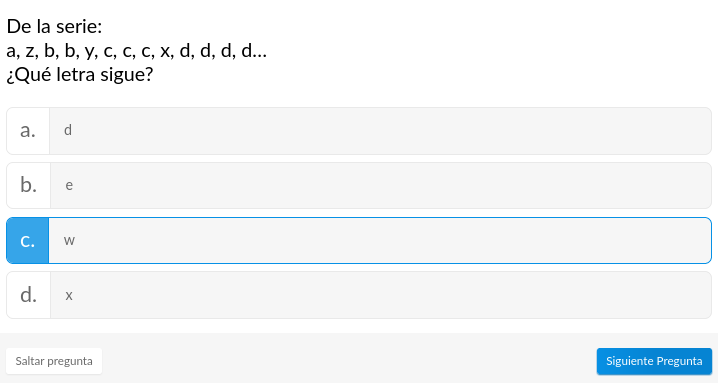 De la serie:
a, z, b, b, y, c, c, c, x, d, d, d, d...
¿Qué letra sigue?
a. d
b. e
c. w
d. x
Saltar pregunta Siguiente Pregunta